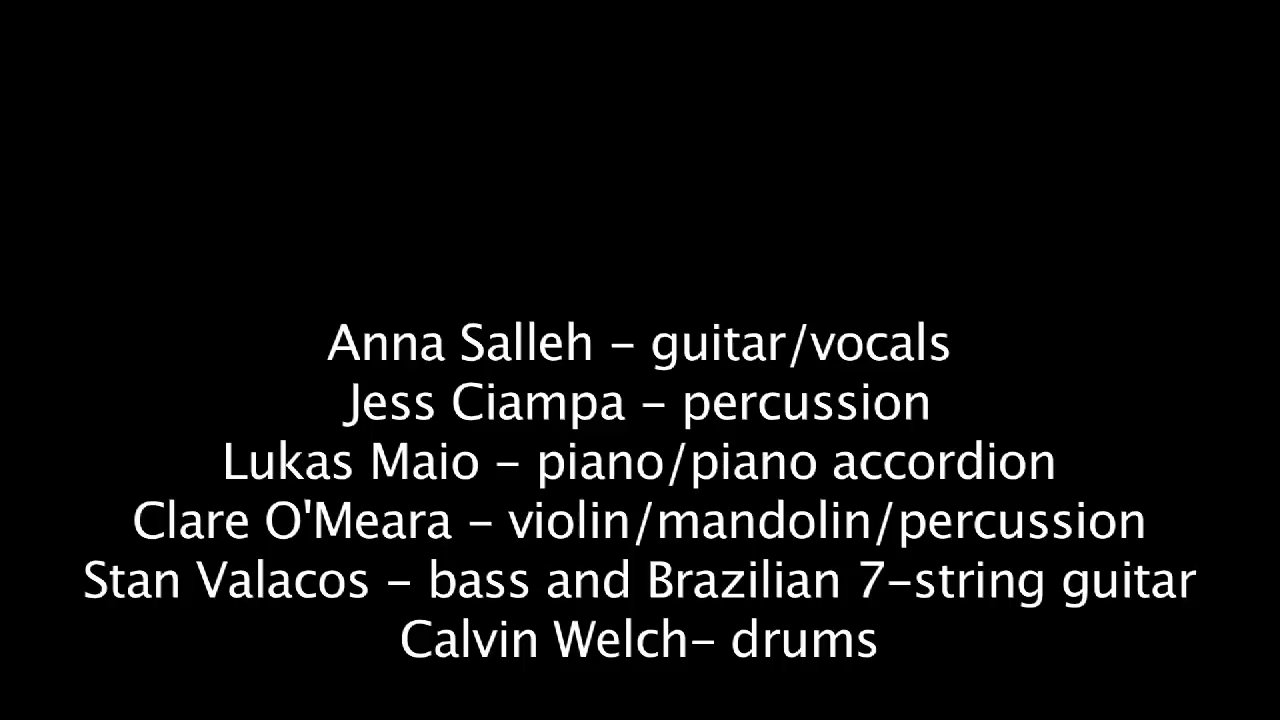 Anna Salleh - guitar/vocals
Jess Ciampa - percussion
Lukas Maio - piano/piano accordion
Clare O'Meara - violin/mandolin/percussion
Stan Valacos - bass and Brazilian 7-string guitar
Calvin Welch- drums